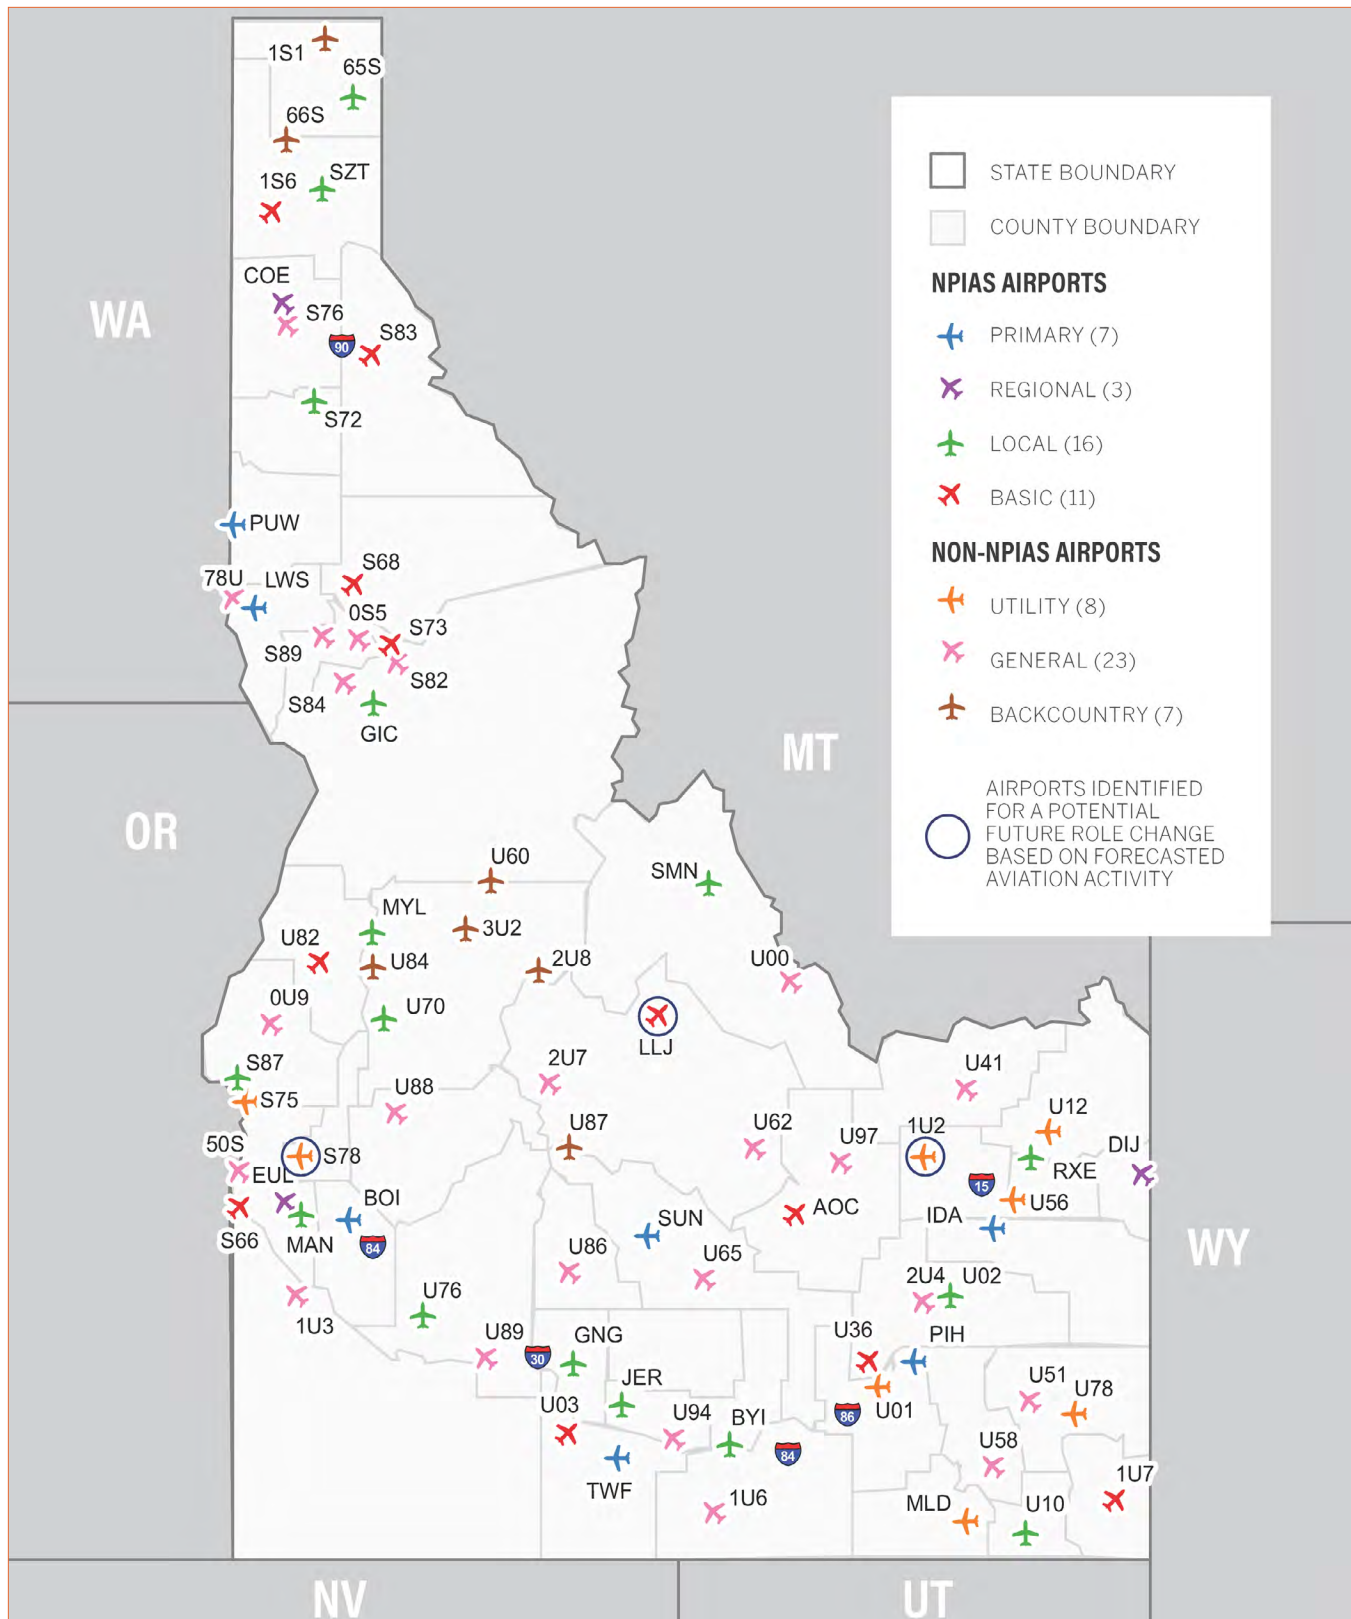 1S1
65S
66S
SZT
1S6
COE
S76
90
S83
S72
WA
PUW
78U
LWS
S68
0S5
S73
S89
S82
S84
GIC
OR
MT
STATE BOUNDARY
COUNTY BOUNDARY
NPIAS AIRPORTS
PRIMARY (7)
REGIONAL (3)
LOCAL (16)
BASIC (11)
NON-NPIAS AIRPORTS
UTILITY (8)
GENERAL (23)
BACKCOUNTRY (7)
AIRPORTS IDENTIFIED
FOR A POTENTIAL
FUTURE ROLE CHANGE
BASED ON FORECASTED
AVIATION ACTIVITY
U60
SMN
MYL
3U2
U82
U84
2U8
U00
0U9
U70
LLJ
S87
2U7
U41
S75
U88
U12
50S
S78
U87
U62
U97
1U2
DIJ
EUL
15
RXE
U56
BOI
SUN
AOC
IDA
S66
MAN
84
WY
U86
U65
2U4
U02
1U3
U76
U89
30
GNG
U36
PIH
JER
U51
U78
U03
U94
BYI
86
U01
84
U58
TWF
1U6
MLD
U10
1U7
NV
UT